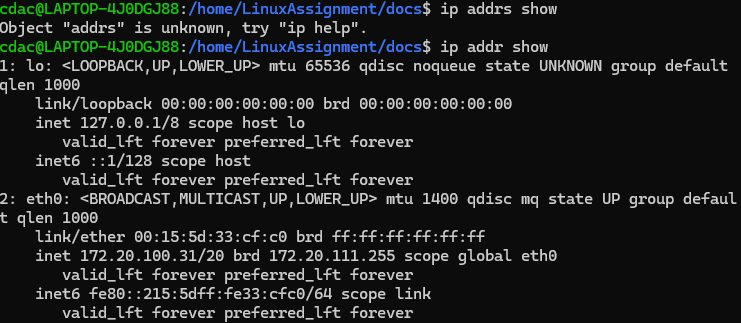 cdac@LAPTOP-4J0DGJ88:/home/LinuxAssignment/docs$ ip addrs show
Object "addrs" is unknown, try "ip help".
cdac@LAPTOP-4J0DGJ88:/home/LinuxAssignment/docs$ ip addr show
1: lo: <LOOPBACK,UP,LOWER_UP> mtu 65536 qdisc noqueue state UNKNOWN group default
qlen 1000
    link/loopback 00:00:00:00:00:00 brd 00:00:00:00:00:00
    inet 127.0.0.1/8 scope host lo
       valid_lft forever preferred_lft forever
    inet6 ::1/128 scope host
       valid_lft forever preferred_lft forever
2: eth0: <BROADCAST,MULTICAST,UP,LOWER_UP> mtu 1400 qdisc mq state UP group defaul
t qlen 1000
    link/ether 00:15:5d:33:cf:c0 brd ff:ff:ff:ff:ff:ff
    inet 172.20.100.31/20 brd 172.20.111.255 scope global eth0
       valid_lft forever preferred_lft forever
    inet6 fe80::215:5dff:fe33:cfc0/64 scope link
       valid_lft forever preferred_lft forever